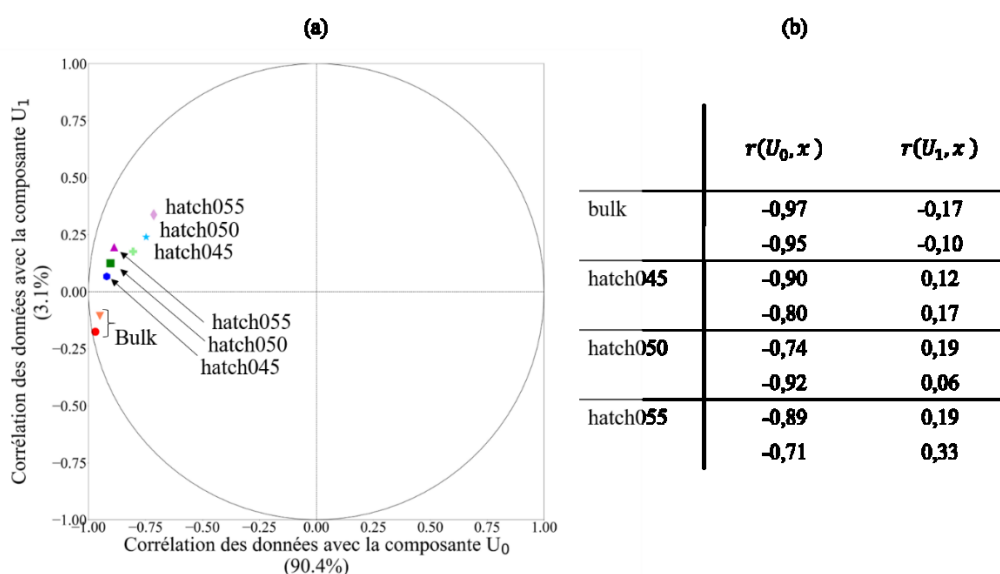 (a)
Corrélation des données avec la composante U1
(3.1%)
1.00
0.75
0.50
0.25
0.00
−0.25
−0.50
−0.75
−1.00
hatch055
hatch050
hatch045
Bulk
hatch055
hatch050
hatch045
−1.00 −0.75 −0.50 −0.25 0.00 0.25 0.50 0.75 1.00
Corrélation des données avec la composante U0
(90.4%)
(b)
r(U0, x) r(U1, x)
bulk -0,97 -0,17
-0,95 -0,10
hatch045 -0,90 0,12
-0,80 0,17
hatch050 -0,74 0,19
-0,92 0,06
hatch055 -0,89 0,19
-0,71 0,33